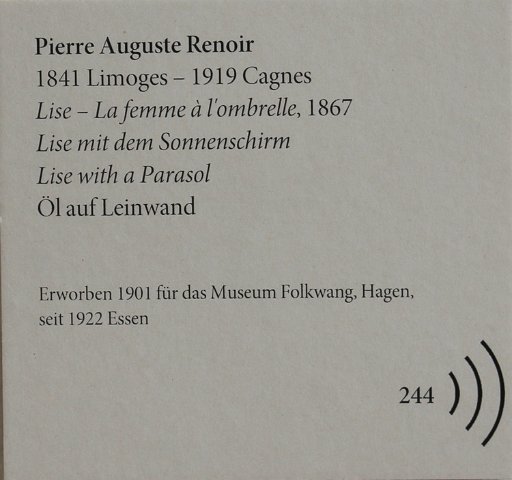 Pierre Auguste Renoir
1841 Limoges – 1919 Cagnes
Lise – La femme à l'ombrelle, 1867
Lise mit dem Sonnenschirm
Lise with a Parasol
Öl auf Leinwand
Erworben 1901 für das Museum Folkwang, Hagen,
seit 1922 Essen
244